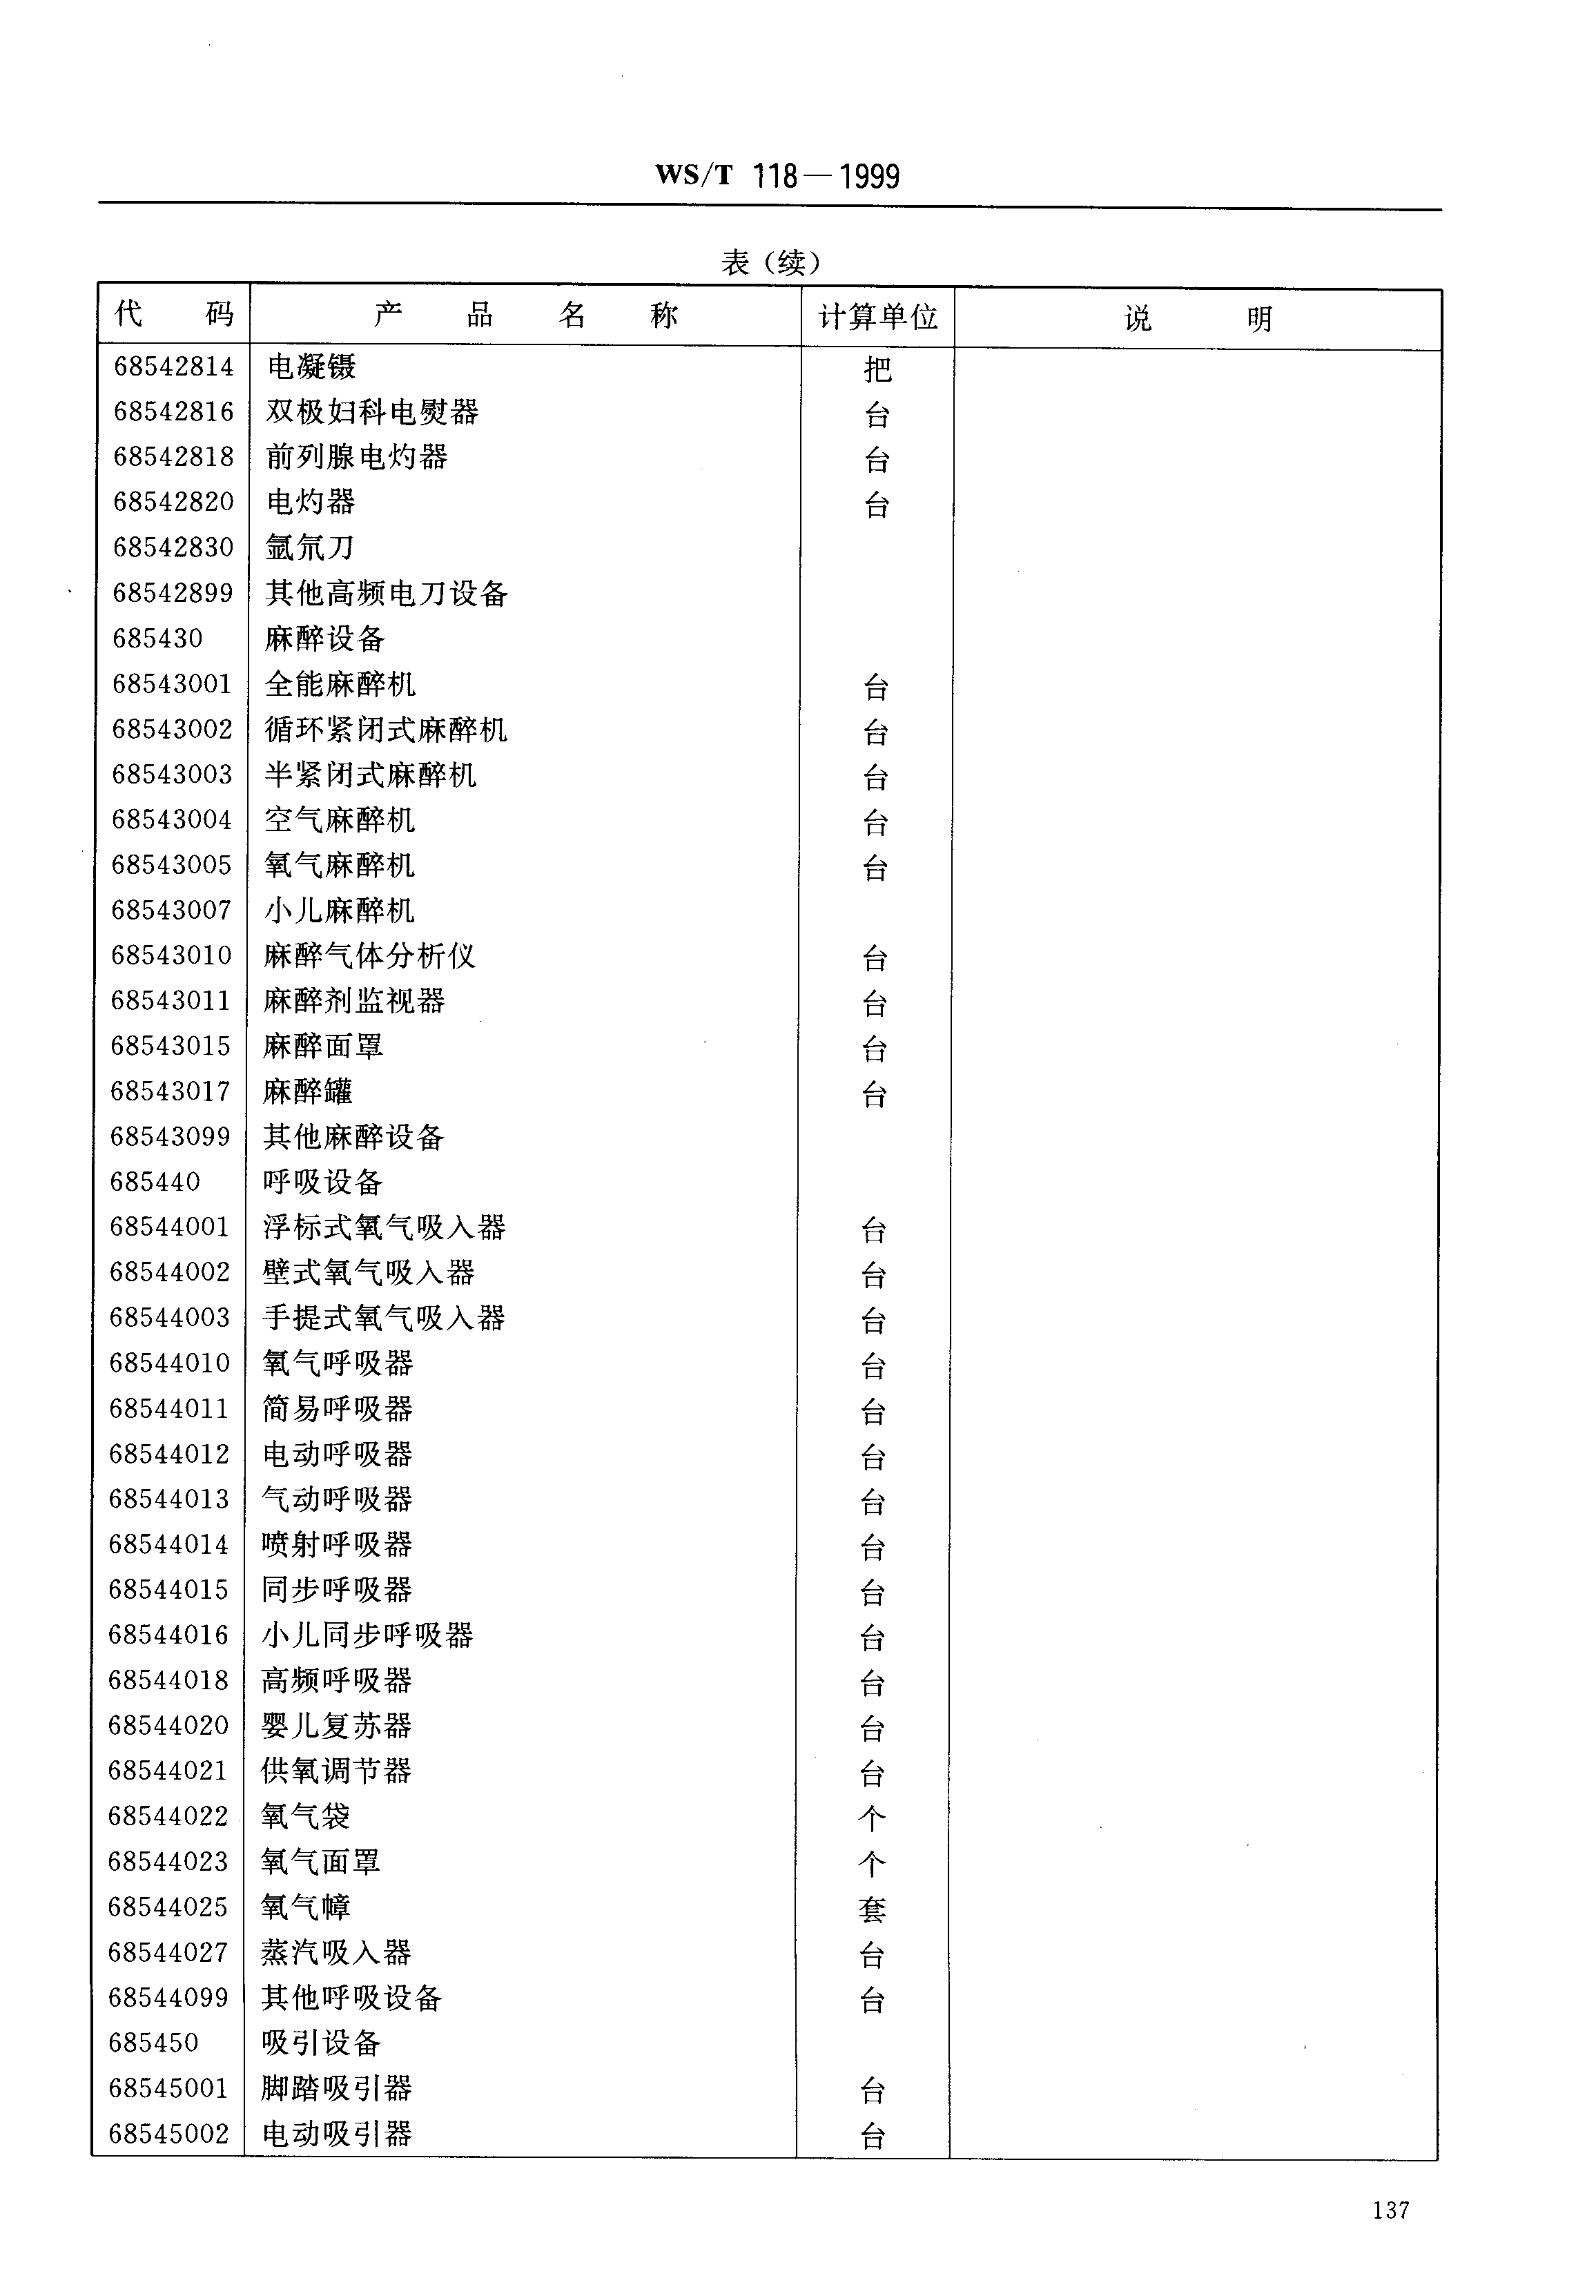 WS/T 118—1999
表（续）
代 码 产 品 名 称 计算单位 说 明
68542814 电凝镊 把
68542816 双极妇科电熨器 台
68542818 前列腺电灼器 台
68542820 电灼器 台
68542830 氩氘刀
68542899 其他高频电刀设备
685430 麻醉设备
68543001 全能麻醉机 台
68543002 循环紧闭式麻醉机 台
68543003 半紧闭式麻醉机 台
68543004 空气麻醉机 台
68543005 氧气麻醉机 台
68543007 小儿麻醉机
68543010 麻醉气体分析仪 台
68543011 麻醉剂监视器 台
68543015 麻醉面罩 台
68543017 麻醉罐 台
68543099 其他麻醉设备
685440 呼吸设备
68544001 浮标式氧气吸入器 台
68544002 壁式氧气吸入器 台
68544003 手提式氧气吸入器 台
68544010 氧气呼吸器 台
68544011 简易呼吸器 台
68544012 电动呼吸器 台
68544013 气动呼吸器 台
68544014 喷射呼吸器 台
68544015 同步呼吸器 台
68544016 小儿同步呼吸器 台
68544018 高频呼吸器 台
68544020 婴儿复苏器 台
68544021 供氧调节器 台
68544022 氧气袋 个
68544023 氧气面罩 个
68544025 氧气幛 套
68544027 蒸汽吸入器 台
68544099 其他呼吸设备 台
685450 吸引设备
68545001 脚踏吸引器 台
68545002 电动吸引器 台
137